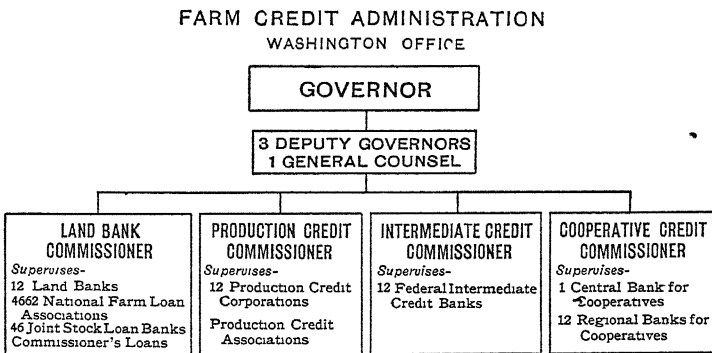 FARM CREDIT ADMINISTRATION
WASHINGTON OFFICE
GOVERNOR
3 DEPUTY GOVERNORS
1 GENERAL COUNSEL
LAND BANK
COMMISSIONER
Supervises-
12 Land Banks
4662 National Farm Loan
Associations
46 Joint Stock Loan Banks
Commissioner's Loans
PRODUCTION CREDIT
COMMISSIONER
Supervises-
12 Production Credit
Corporations
Production Credit
Associations
INTERMEDIATE CREDIT
COMMISSIONER
Supervises-
12 Federal Intermediate
Credit Banks
COOPERATIVE CREDIT
COMMISSIONER
Supervises-
1 Central Bank for
Cooperatives
12 Regional Banks for
Cooperatives